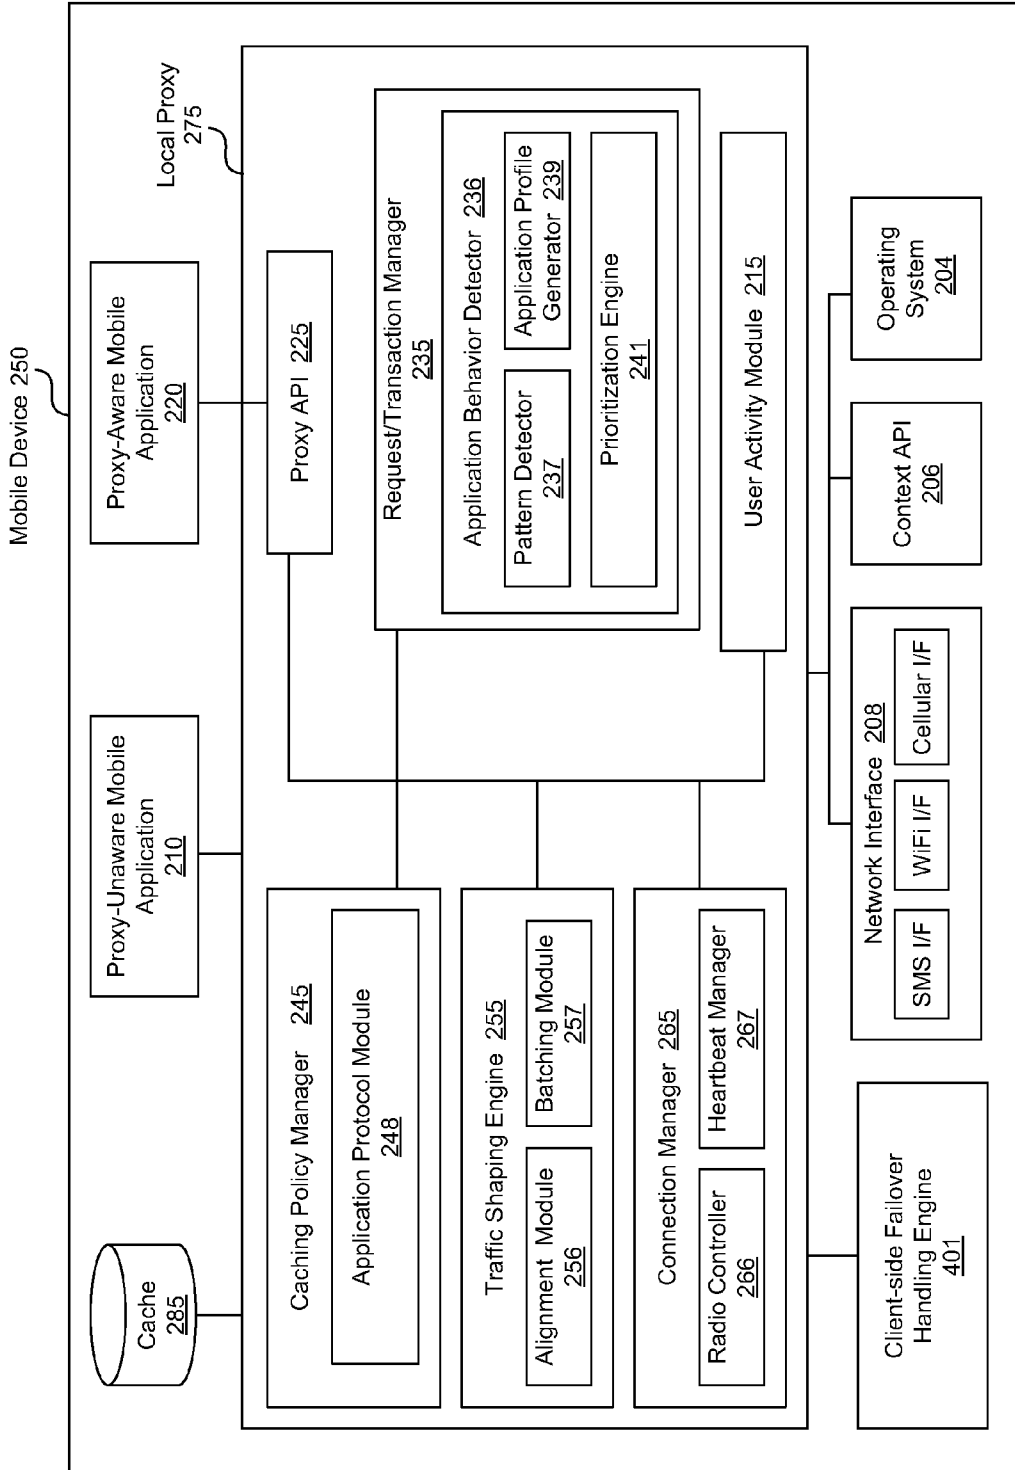 Mobile Device 250
Cache
285
Proxy-Unaware Mobile
Application
210
Proxy-Aware Mobile
Application
220
Local Proxy
275
Caching Policy Manager 245
Application Protocol Module
248
Traffic Shaping Engine 255
Alignment Module
256
Batching Module
257
Connection Manager 265
Radio Controller
266
Heartbeat Manager
267
Proxy API 225
Request/Transaction Manager
235
Application Behavior Detector 236
Pattern Detector
237
Application Profile
Generator 239
Prioritization Engine
241
User Activity Module 215
Client-side Failover
Handling Engine
401
Network Interface 208
SMS I/F
WiFi I/F
Cellular I/F
Context API
206
Operating
System
204